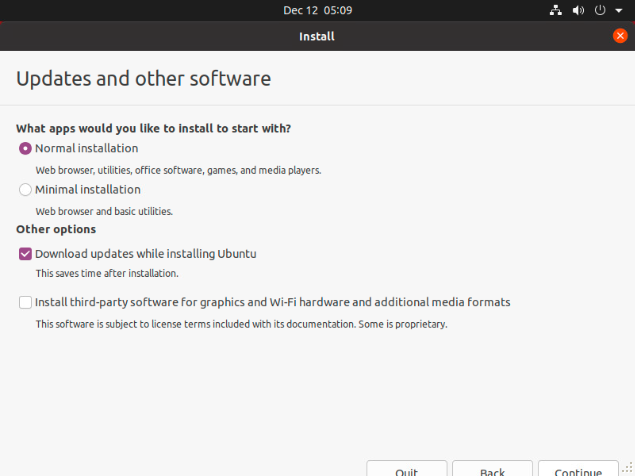 Dec 12 05:09
Install
Updates and other software
What apps would you like to install to start with?
Normal installation
Web browser, utilities, office software, games, and media players.
Minimal installation
Web browser and basic utilities.
Other options
Download updates while installing Ubuntu
This saves time after installation.
Install third-party software for graphics and Wi-Fi hardware and additional media formats
This software is subject to license terms included with its documentation. Some is proprietary.
Quit Back Continue